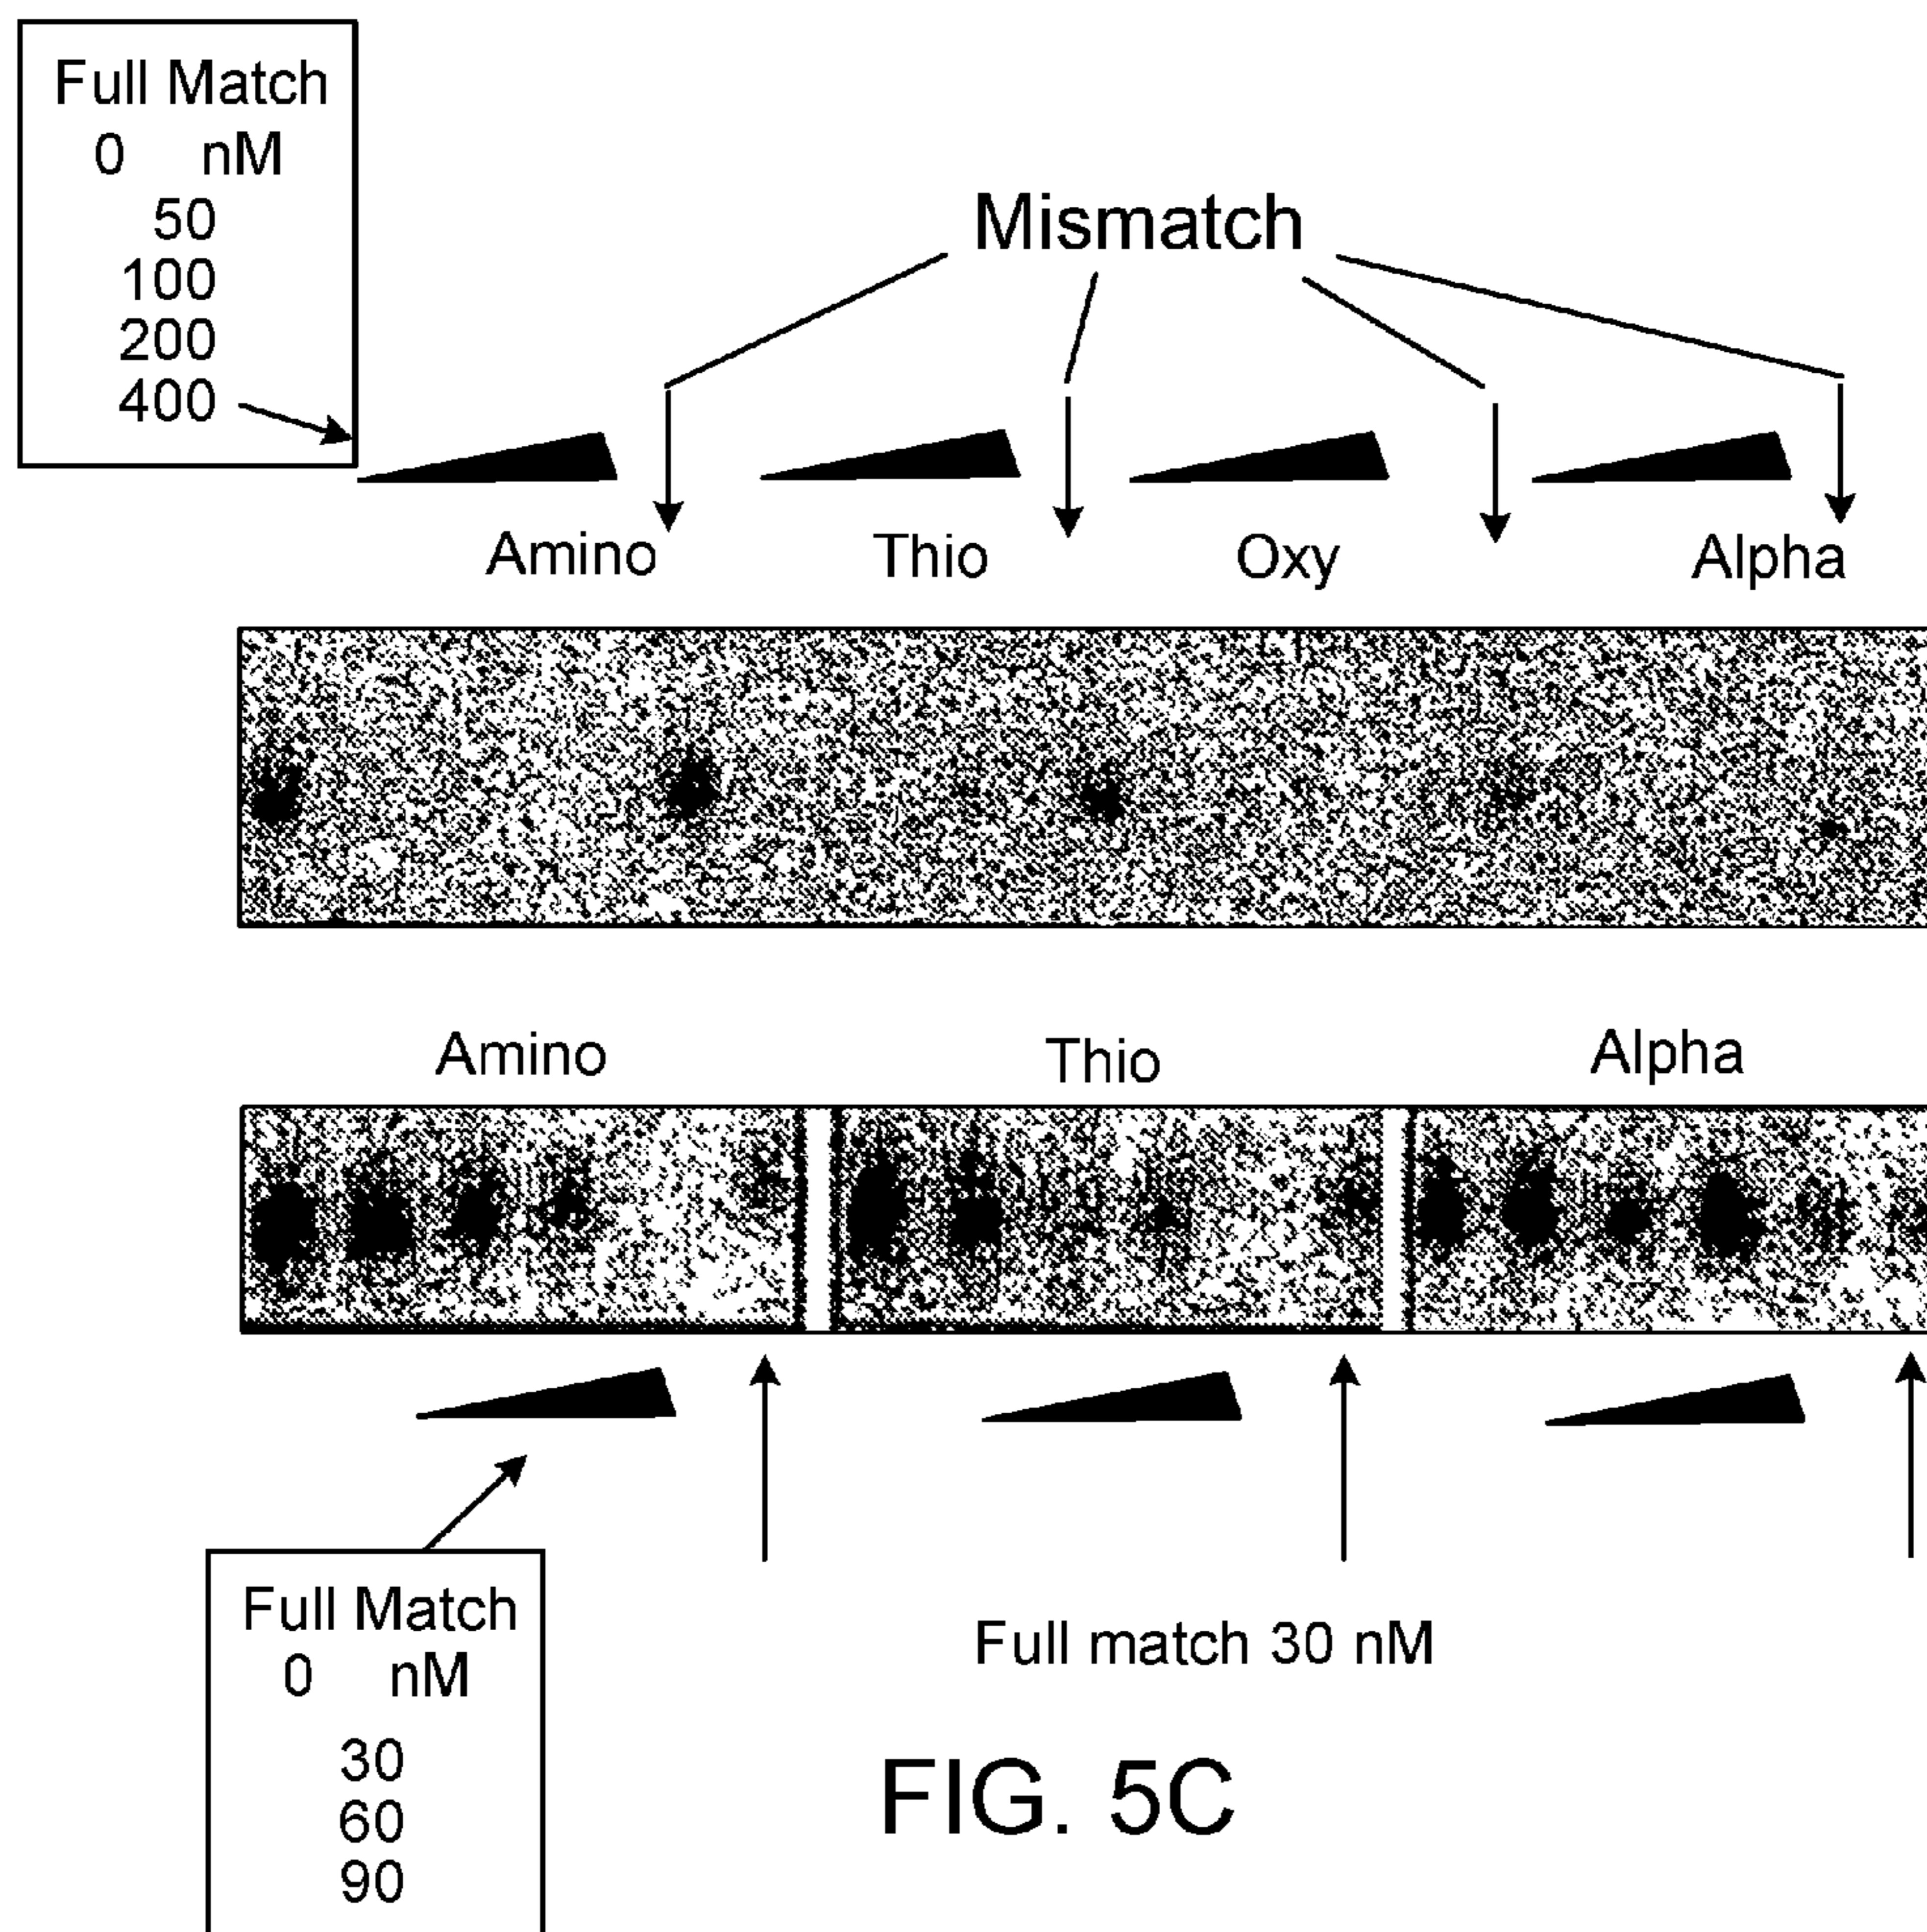 Full Match
0 nM
50
100
200
400
Mismatch
Amino Thio Oxy Alpha
Amino Thio Alpha
Full Match
0 nM
30
60
90
Full match 30 nM
FIG. 5C